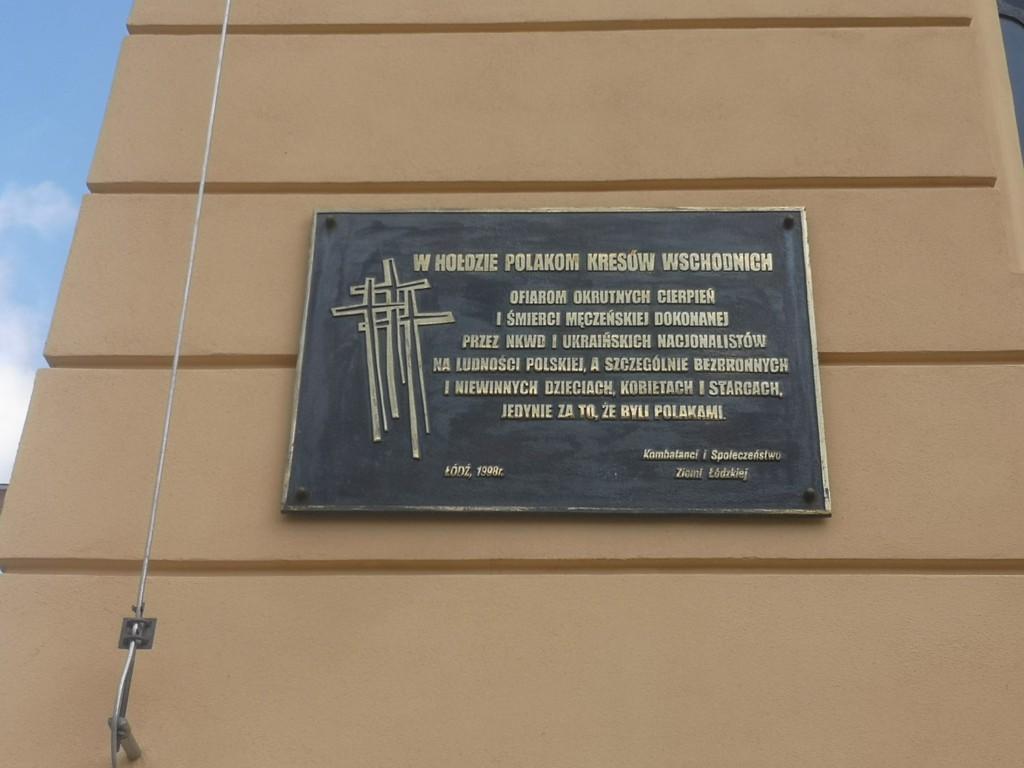 W HOŁDZIE POLAKOM KRESÓW WSCHODNICH
OFIAROM OKRUTNYCH CIERPIEŃ
I ŚMIERCI MĘCZEŃSKIEJ DOKONANEJ
PRZEZ NKWD I UKRAIŃSKICH NACJONALISTÓW
NA LUDNOŚCI POLSKIEJ, A SZCZEGÓLNIE BEZBRONNYCH
I NIEWINNYCH DZIECIACH, KOBIETACH I STARCACH,
JEDYNIE ZA TO, ŻE BYLI POLAKAMI.
Kombatanci i Społeczeństwo
Ziemi Łódzkiej
ŁÓDŹ, 1998r.